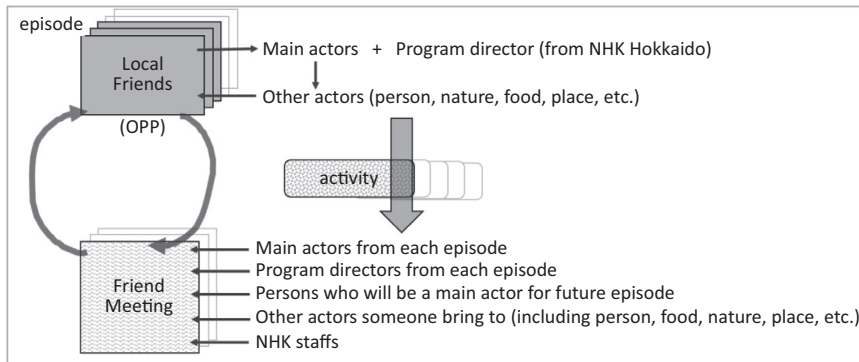 episode
Local
Friends
(OPP)
Main actors + Program director (from NHK Hokkaido)
Other actors (person, nature, food, place, etc.)
activity
Friend
Meeting
Main actors from each episode
Program directors from each episode
Persons who will be a main actor for future episode
Other actors someone bring to (including person, food, nature, place, etc.)
NHK staffs